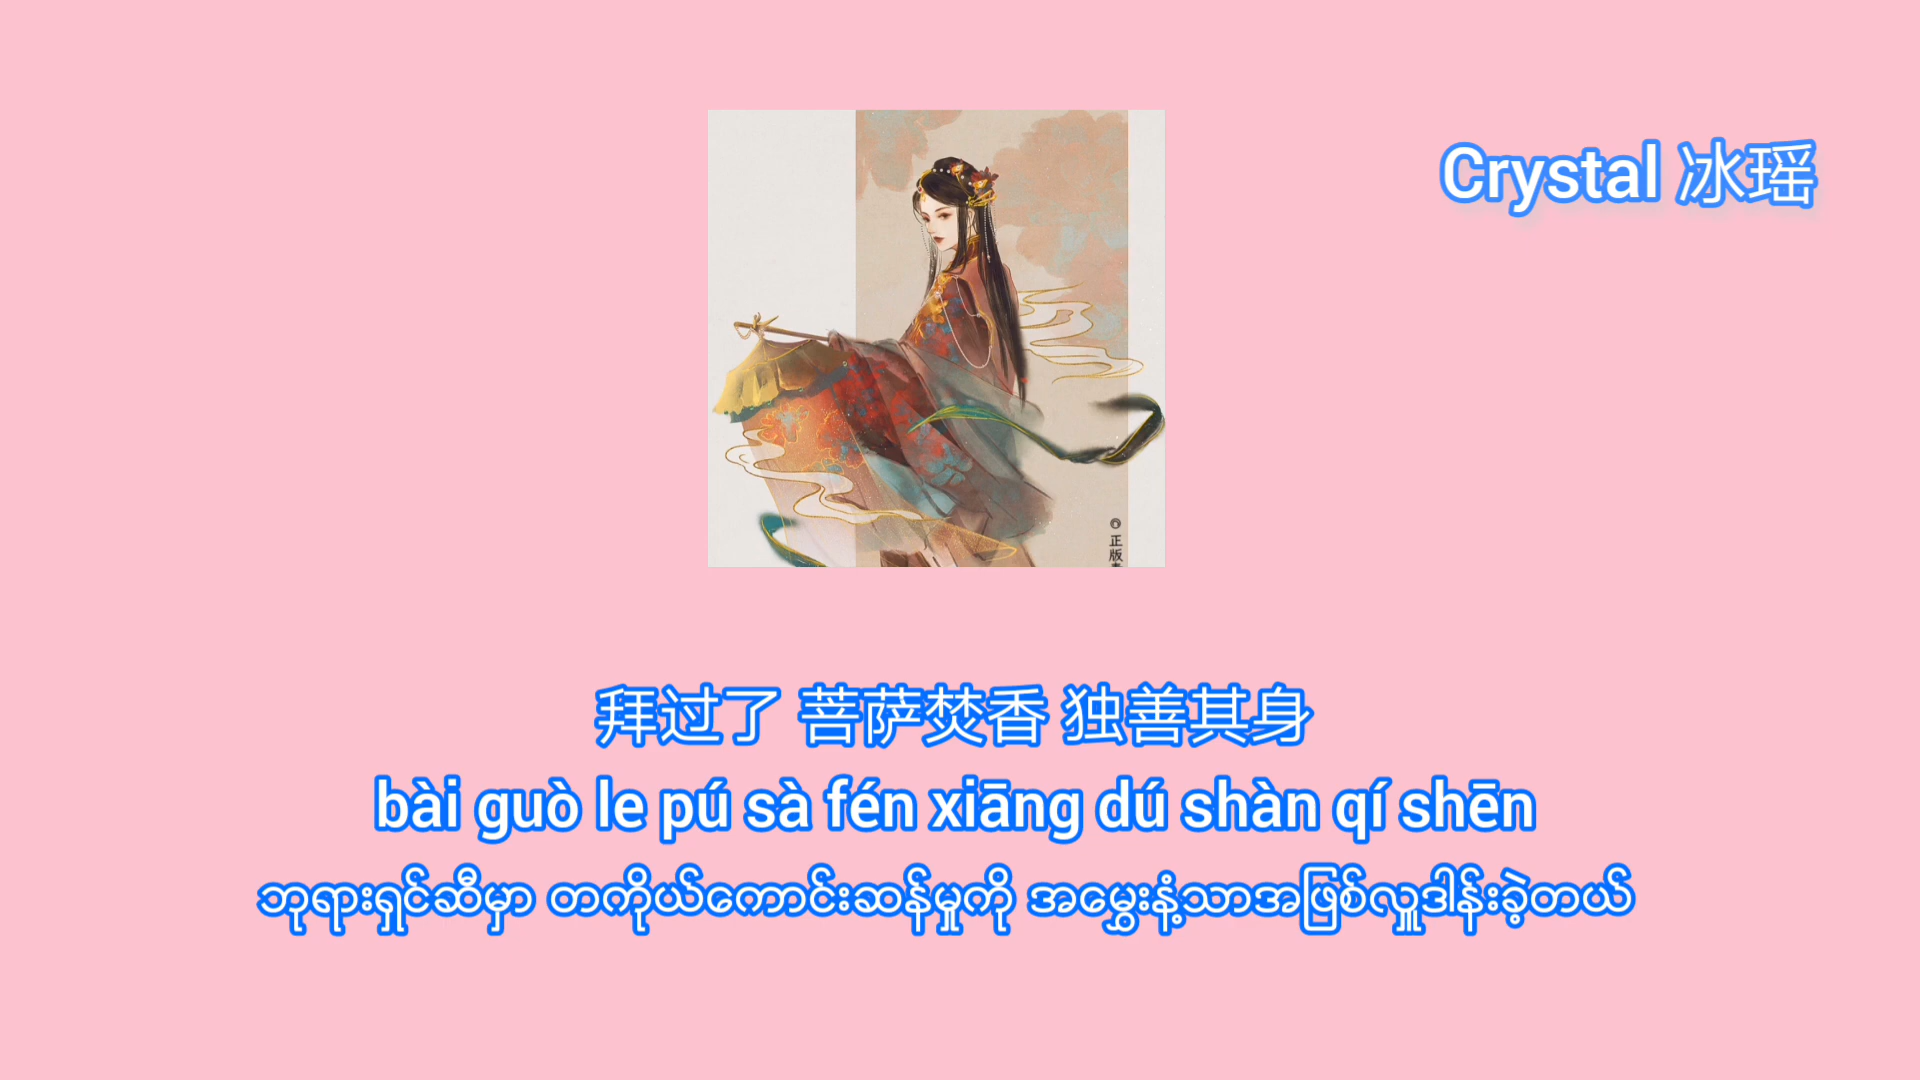 Crystal 冰瑶
正版
拜过了 菩萨焚香 独善其身
bài guò le pú sà fén xiāng dú shàn qí shēn
ဘုရားရှင်ဆီမှာ တကိုယ်ကောင်းဆန်မှုကို အမွှေးနံ့သာအဖြစ်လှူဒါန်းခဲ့တယ်